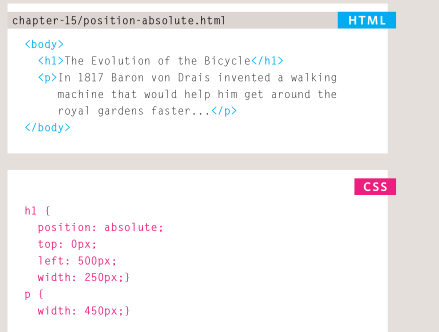 chapter-15/position-absolute.html
HTML
<body>
<h1>The Evolution of the Bicycle</h1>
<p>In 1817 Baron von Drais invented a walking
machine that would help him get around the
royal gardens faster...</p>
</body>
CSS
h1 {
position: absolute;
top: 0px;
left: 500px;
width: 250px;}
p {
width: 450px;}